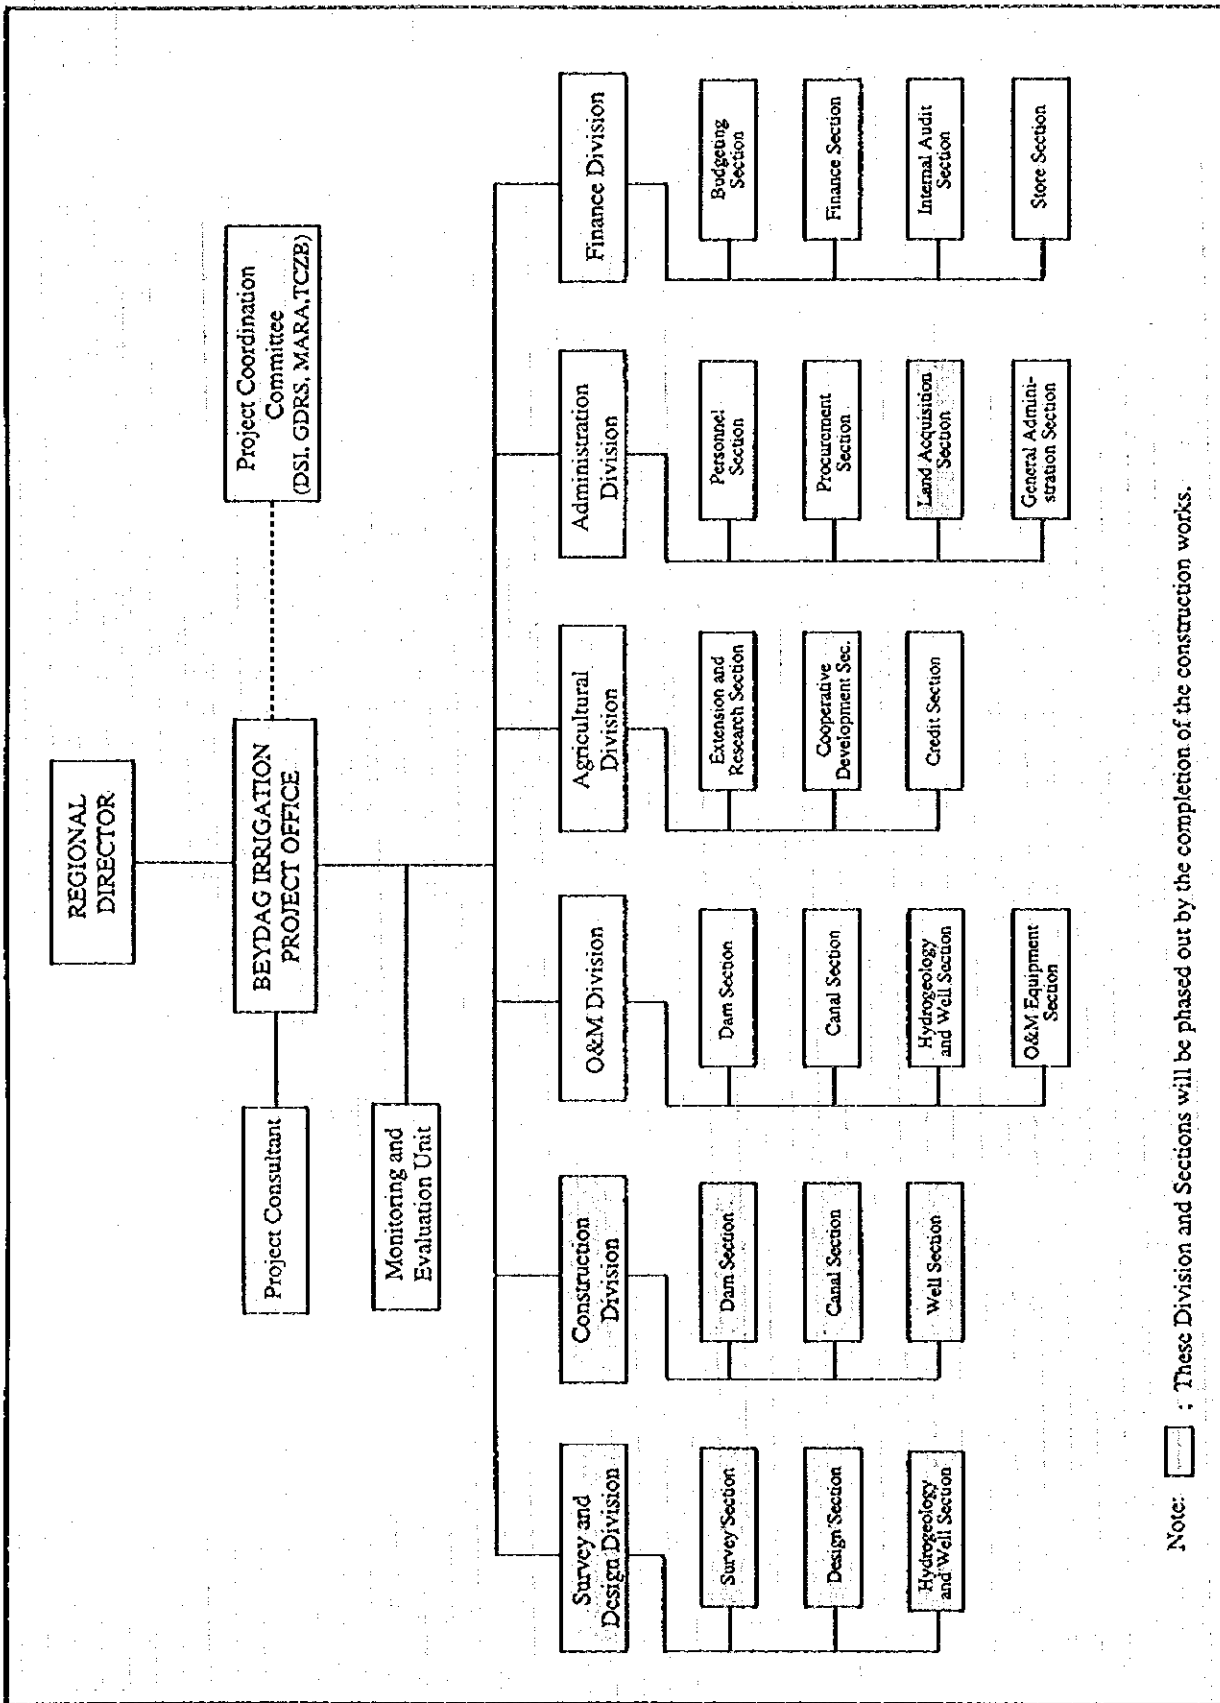 REGIONAL
DIRECTOR
BEYDAG IRRIGATION
PROJECT OFFICE
Project Coordination
Committee
(DSI, GDRS, MARA,TCZB)
Project Consultant
Monitoring and
Evaluation Unit
Survey and
Design Division
Survey Section
Design Section
Hydrogeology
and Well Section
Construction
Division
Dam Section
Canal Section
Well Section
O&M Division
Dam Section
Canal Section
Hydrogeology
and Well Section
O&M Equipment
Section
Agricultural
Division
Extension and
Research Section
Cooperative
Development Sec.
Credit Section
Administration
Division
Personnel
Section
Procurement
Section
Land Acquisition
Section
General Admini-
stration Section
Finance Division
Budgeting
Section
Finance Section
Internal Audit
Section
Store Section
Note: : These Division and Sections will be phased out by the completion of the construction works.